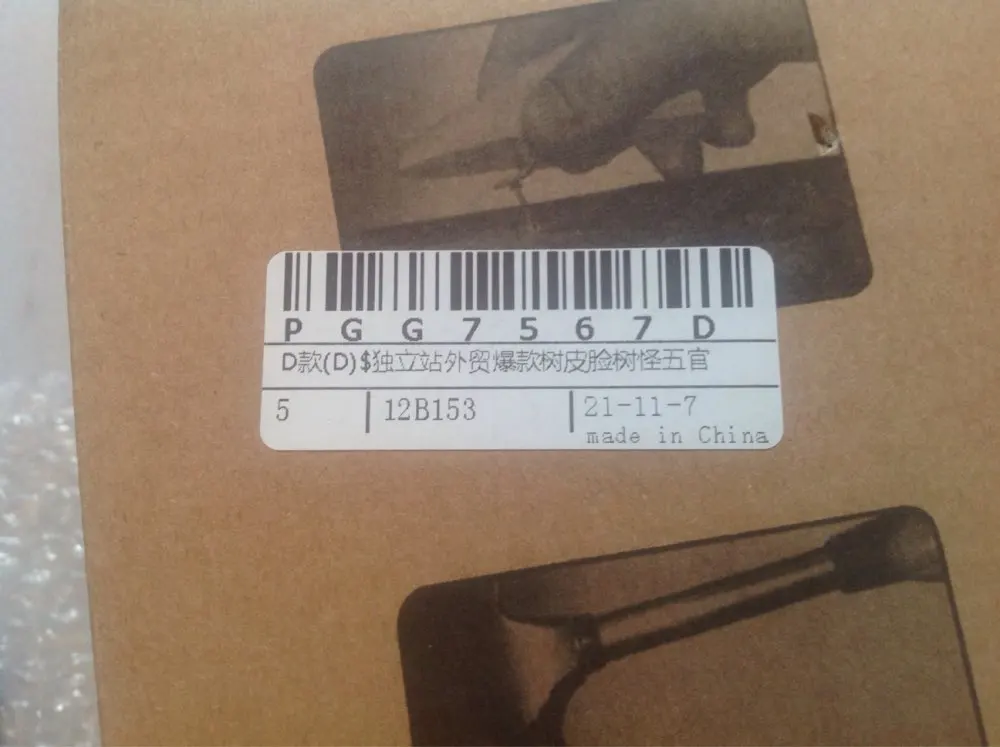 PGG7567D
D款(D)$独立站外贸爆款树皮脸树怪五官
5 12B153 21-11-7
made in China